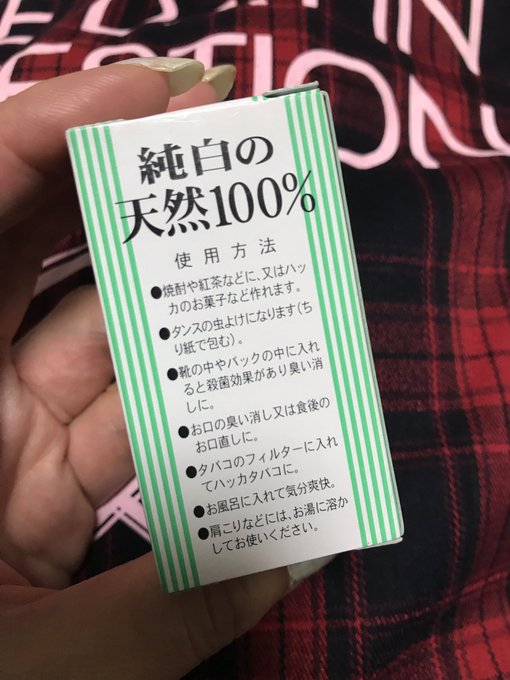 純白の
天然100%
使用方法
●焼酎や紅茶などに、又はハッ
カのお菓子など作れます。
●タンスの虫よけになります(ち
り紙で包む)。
●靴の中やバックの中に入れ
ると殺菌効果があり臭い消
しに。
●お口の臭い消し又は食後の
お口直しに。
●タバコのフィルターに入れ
てハッカタバコに。
●お風呂に入れて気分爽快。
●肩こりなどには、お湯に溶か
してお使いください。